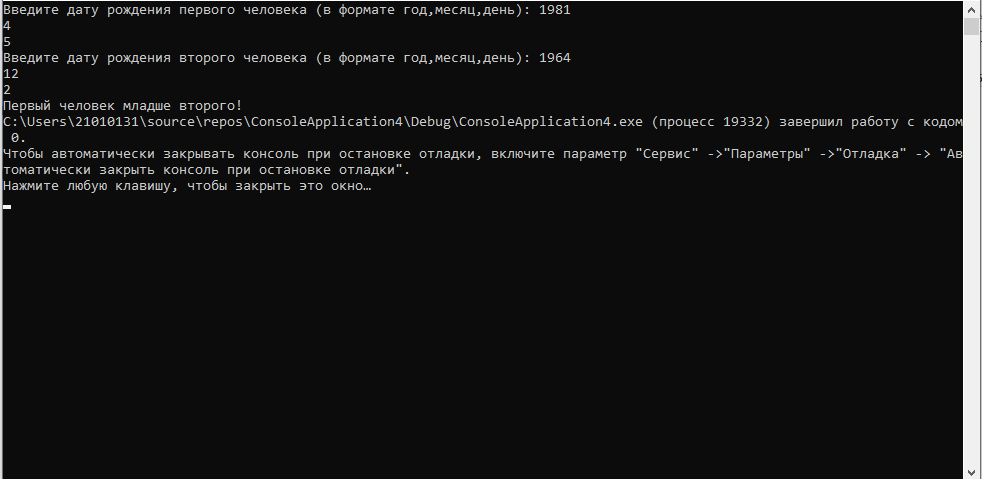 Введите дату рождения первого человека (в формате год,месяц,день): 1981
4
5
Введите дату рождения второго человека (в формате год,месяц,день): 1964
12
2
Первый человек младше второго!
C:\Users\21010131\source\repos\ConsoleApplication4\Debug\ConsoleApplication4.exe (процесс 19332) завершил работу с кодом
0.
Чтобы автоматически закрывать консоль при остановке отладки, включите параметр "Сервис" ->"Параметры" ->"Отладка" -> "Ав
томатически закрыть консоль при остановке отладки".
Нажмите любую клавишу, чтобы закрыть это окно…